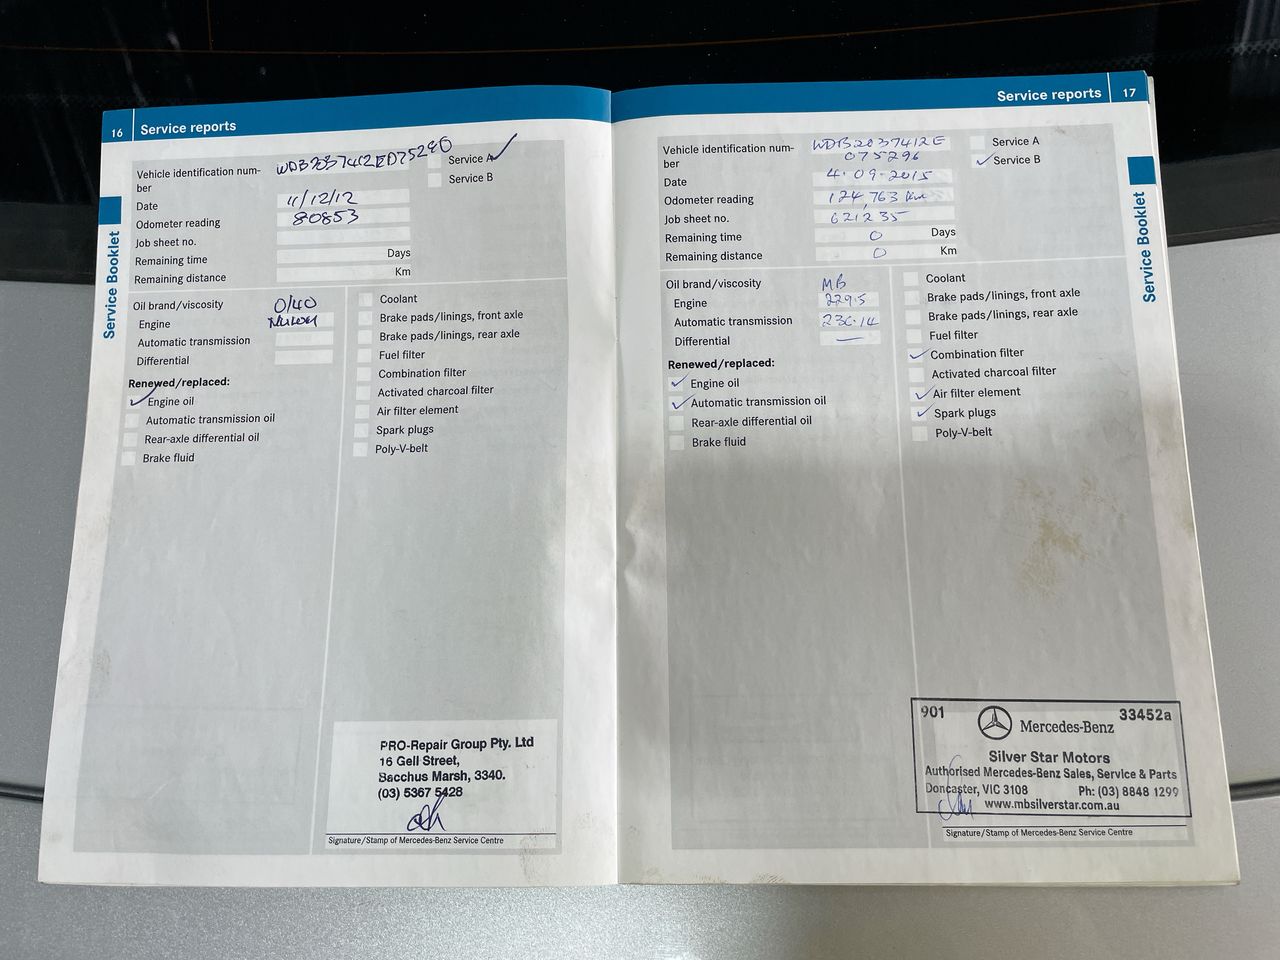 16 Service reports
Vehicle identification num-
ber
WDB2037412E075296
Service A
Service B
Date 11/12/12
Odometer reading 80853
Job sheet no.
Remaining time Days
Remaining distance Km
Oil brand/viscosity 0/40
Engine
Automatic transmission
Differential
Renewed/replaced:
Engine oil
Automatic transmission oil
Rear-axle differential oil
Brake fluid
Coolant
Brake pads/linings, front axle
Brake pads/linings, rear axle
Fuel filter
Combination filter
Activated charcoal filter
Air filter element
Spark plugs
Poly-V-belt
PRO-Repair Group Pty. Ltd
16 Gell Street,
Bacchus Marsh, 3340.
(03) 5367 5428
Signature/Stamp of Mercedes-Benz Service Centre
Service Booklet
Service reports 17
Vehicle identification num-
ber
WDB2037412E
075296
Service A
Service B
Date 4.09.2015
Odometer reading 124,763 km
Job sheet no. 621235
Remaining time 0 Days
Remaining distance 0 Km
Oil brand/viscosity MB
Engine 229.5
Automatic transmission 236.14
Differential —
Renewed/replaced:
Engine oil
Automatic transmission oil
Rear-axle differential oil
Brake fluid
Coolant
Brake pads/linings, front axle
Brake pads/linings, rear axle
Fuel filter
Combination filter
Activated charcoal filter
Air filter element
Spark plugs
Poly-V-belt
901 Mercedes-Benz 33452a
Silver Star Motors
Authorised Mercedes-Benz Sales, Service & Parts
Doncaster, VIC 3108 Ph: (03) 8848 1299
www.mbsilverstar.com.au
Signature/Stamp of Mercedes-Benz Service Centre
Service Booklet